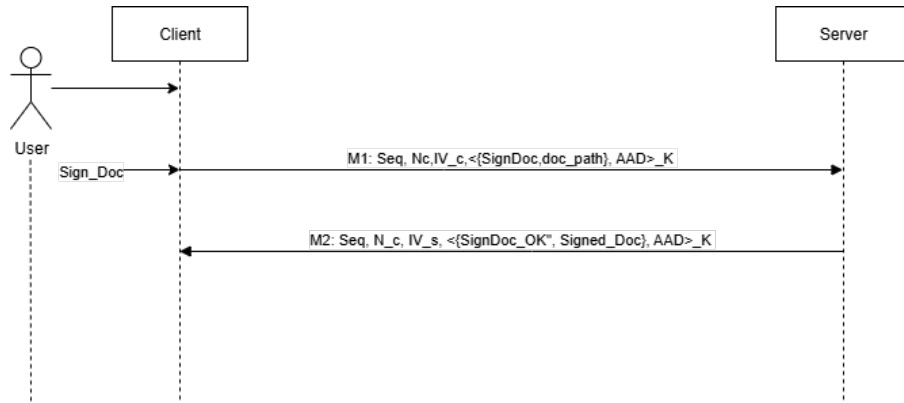 Client
Server
User
Sign_Doc
M1: Seq, Nc,IV_c,<{SignDoc,doc_path}, AAD>_K
M2: Seq, N_c, IV_s, <{SignDoc_OK", Signed_Doc}, AAD>_K